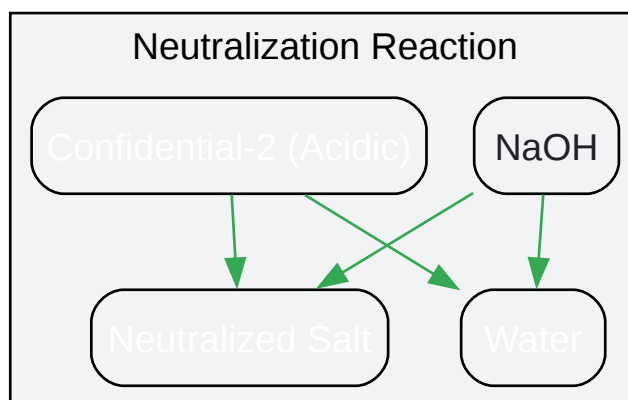 Neutralization Reaction
Confidential-2 (Acidic)
NaOH
Neutralized Salt
Water